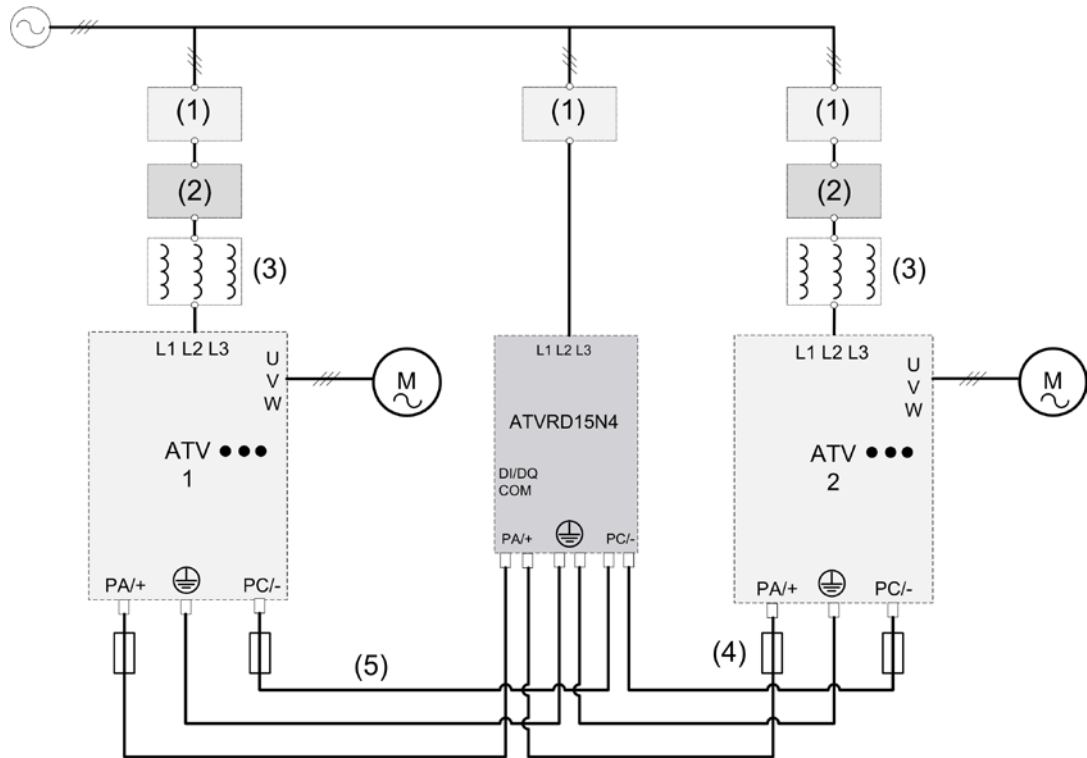 (1) (1) (1)
(2) (2)
(3) (3)
L1 L2 L3
U
V
W
M
ATV ●●●
1
PA/+ PC/-
L1 L2 L3
ATVRD15N4
DI/DQ
COM
PA/+ PC/-
L1 L2 L3
U
V
W
M
ATV ●●●
2
PA/+ PC/-
(5) (4)